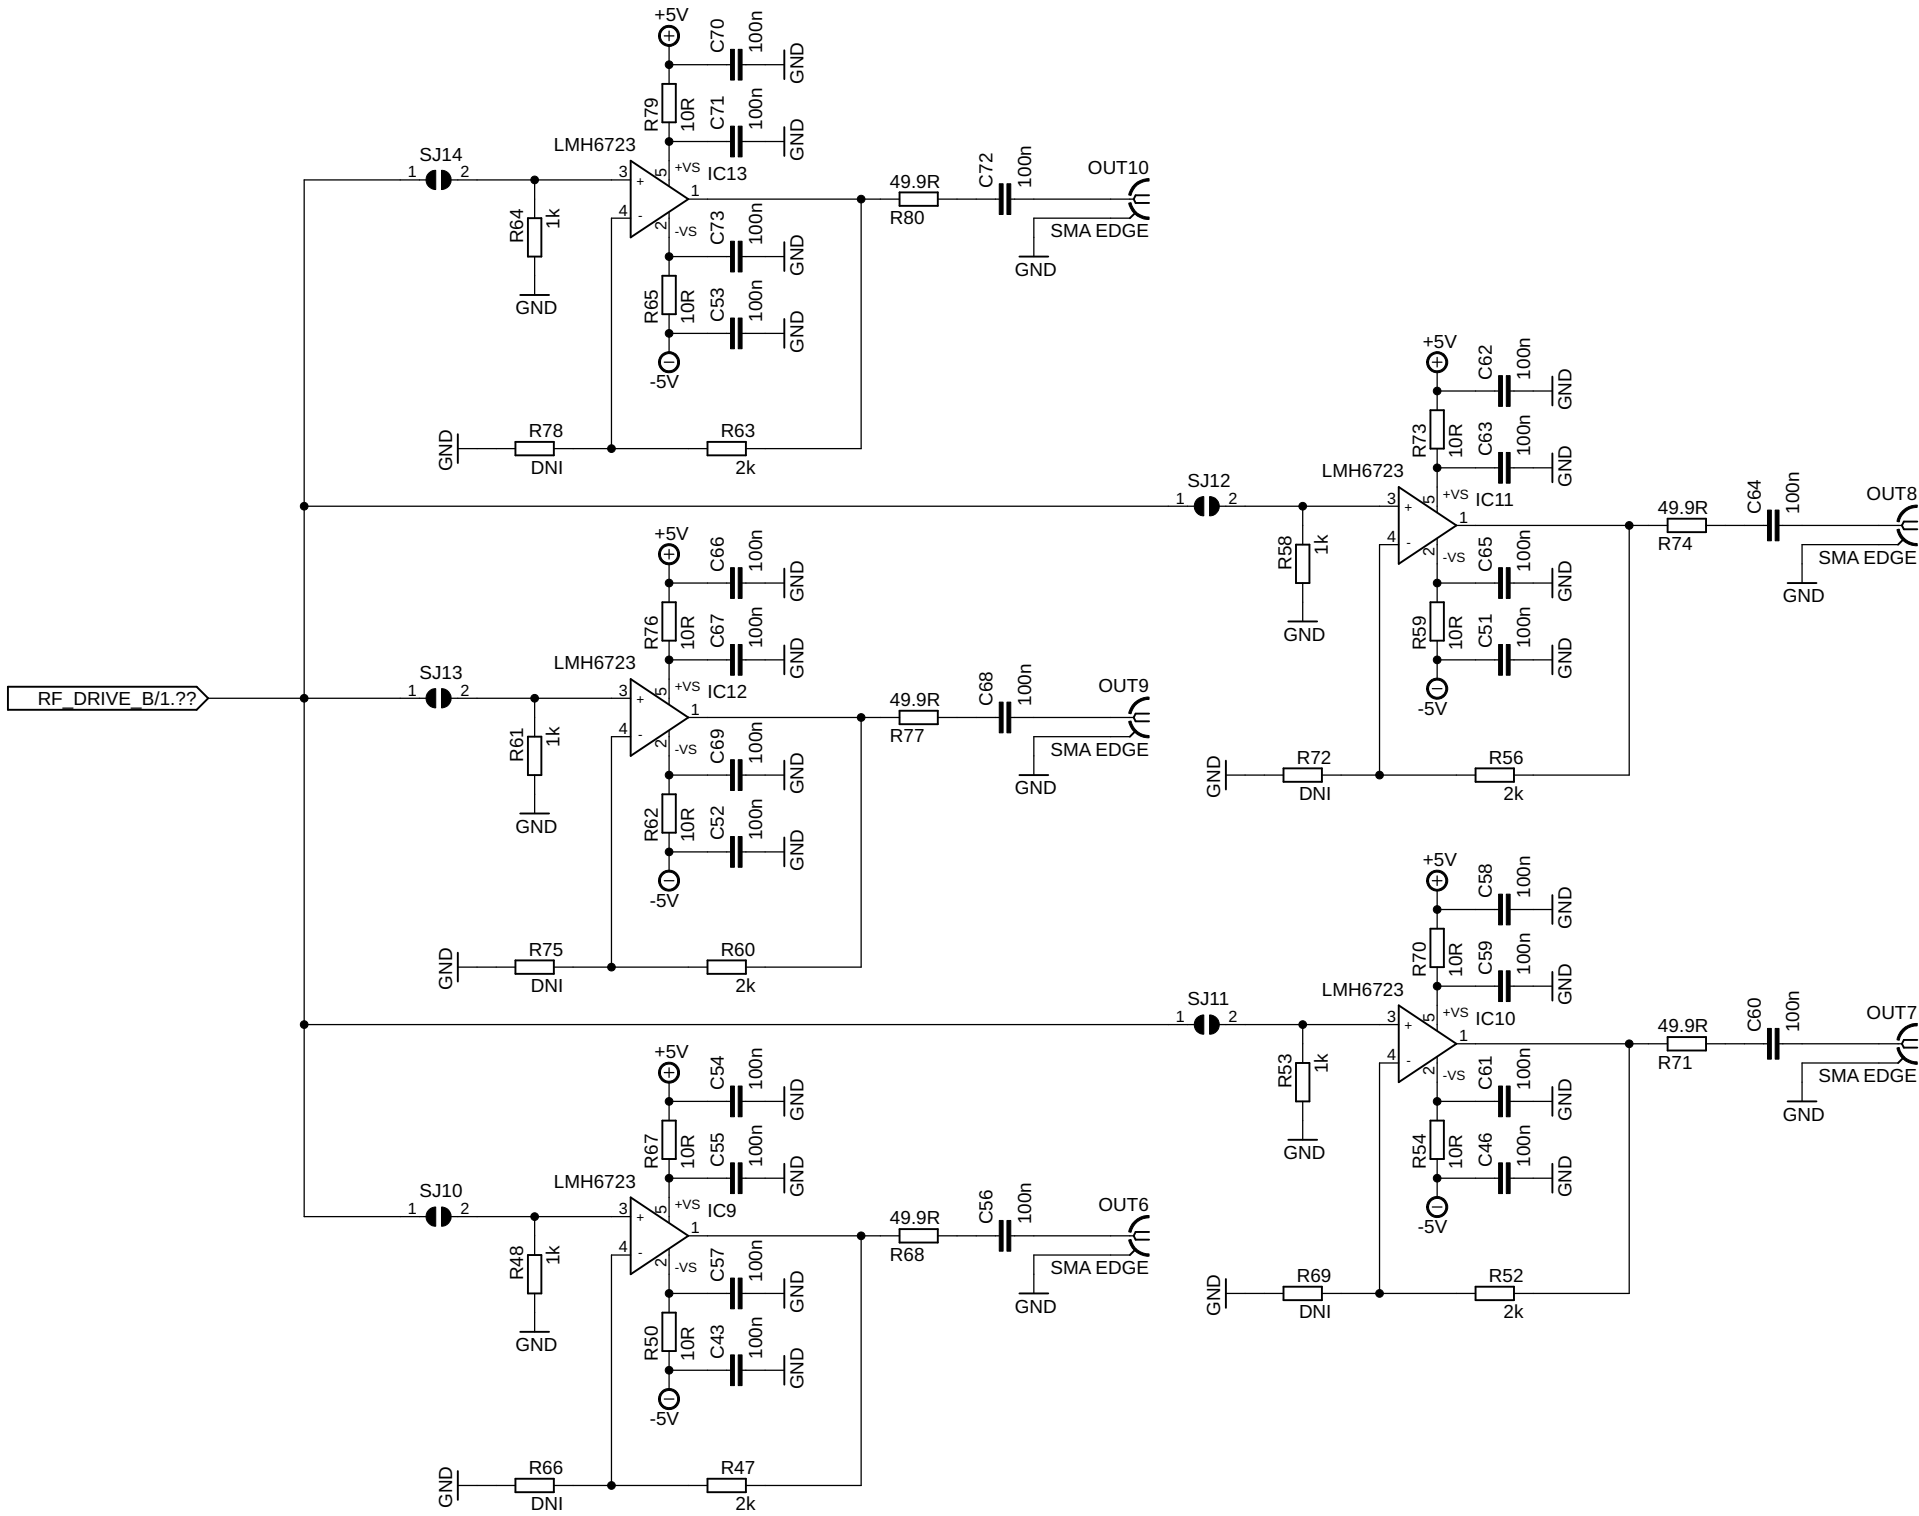 +5V
C70
100n
GND
R79
10R
C71
100n
GND
LMH6723
SJ14
1
2
3
+
5
+VS
IC13
1
4
-
2
-VS
R64
1k
GND
C73
100n
GND
R65
10R
C53
100n
GND
-5V
49.9R
R80
C72
100n
OUT10
SMA EDGE
GND
GND
R78
DNI
R63
2k
+5V
C62
100n
GND
R73
10R
C63
100n
GND
LMH6723
SJ12
1
2
3
+
5
+VS
IC11
1
4
-
2
-VS
R58
1k
GND
C65
100n
GND
R59
10R
C51
100n
GND
-5V
49.9R
R74
C64
100n
OUT8
SMA EDGE
GND
GND
R72
DNI
R56
2k
+5V
C66
100n
GND
R76
10R
C67
100n
GND
LMH6723
RF_DRIVE_B/1.??
SJ13
1
2
3
+
5
+VS
IC12
1
4
-
2
-VS
R61
1k
GND
C69
100n
GND
R62
10R
C52
100n
GND
-5V
49.9R
R77
C68
100n
OUT9
SMA EDGE
GND
GND
R75
DNI
R60
2k
+5V
C58
100n
GND
R70
10R
C59
100n
GND
LMH6723
SJ11
1
2
3
+
5
+VS
IC10
1
4
-
2
-VS
R53
1k
GND
C61
100n
GND
R54
10R
C46
100n
GND
-5V
49.9R
R71
C60
100n
OUT7
SMA EDGE
GND
GND
R69
DNI
R52
2k
+5V
C54
100n
GND
R67
10R
C55
100n
GND
LMH6723
SJ10
1
2
3
+
5
+VS
IC9
1
4
-
2
-VS
R48
1k
GND
C57
100n
GND
R50
10R
C43
100n
GND
-5V
49.9R
R68
C56
100n
OUT6
SMA EDGE
GND
GND
R66
DNI
R47
2k